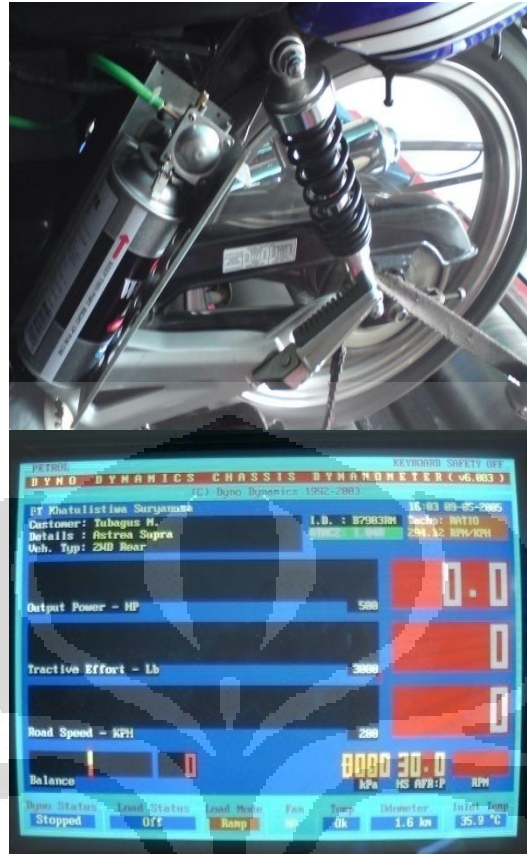 PETROL KEYBOARD SAFETY OFF
DYNO DYNAMICS CHASSIS DYNAMOMETER (v6.003)
(C) Dyno Dynamics 1992-2003
PT Khatulistiwa Suryanusa 16:03 09-05-2005
Customer: Tubagus M. I.D. : B7903RM Tacho: RATIO
Details : Astrea Supra 294.12 RPM/KPH
Veh. Typ: 2WD Rear
Output Power - HP 500 0.0
Tractive Effort - Lb 3000 0
Road Speed - KPH 200 0
Balance 0 30.0
kPa HS AFR:P RPM
Dyno Status Load Status Load Mode Fan Temp Odometer Inlet Temp
Stopped Off Ramp Ok 1.6 km 35.9 °C